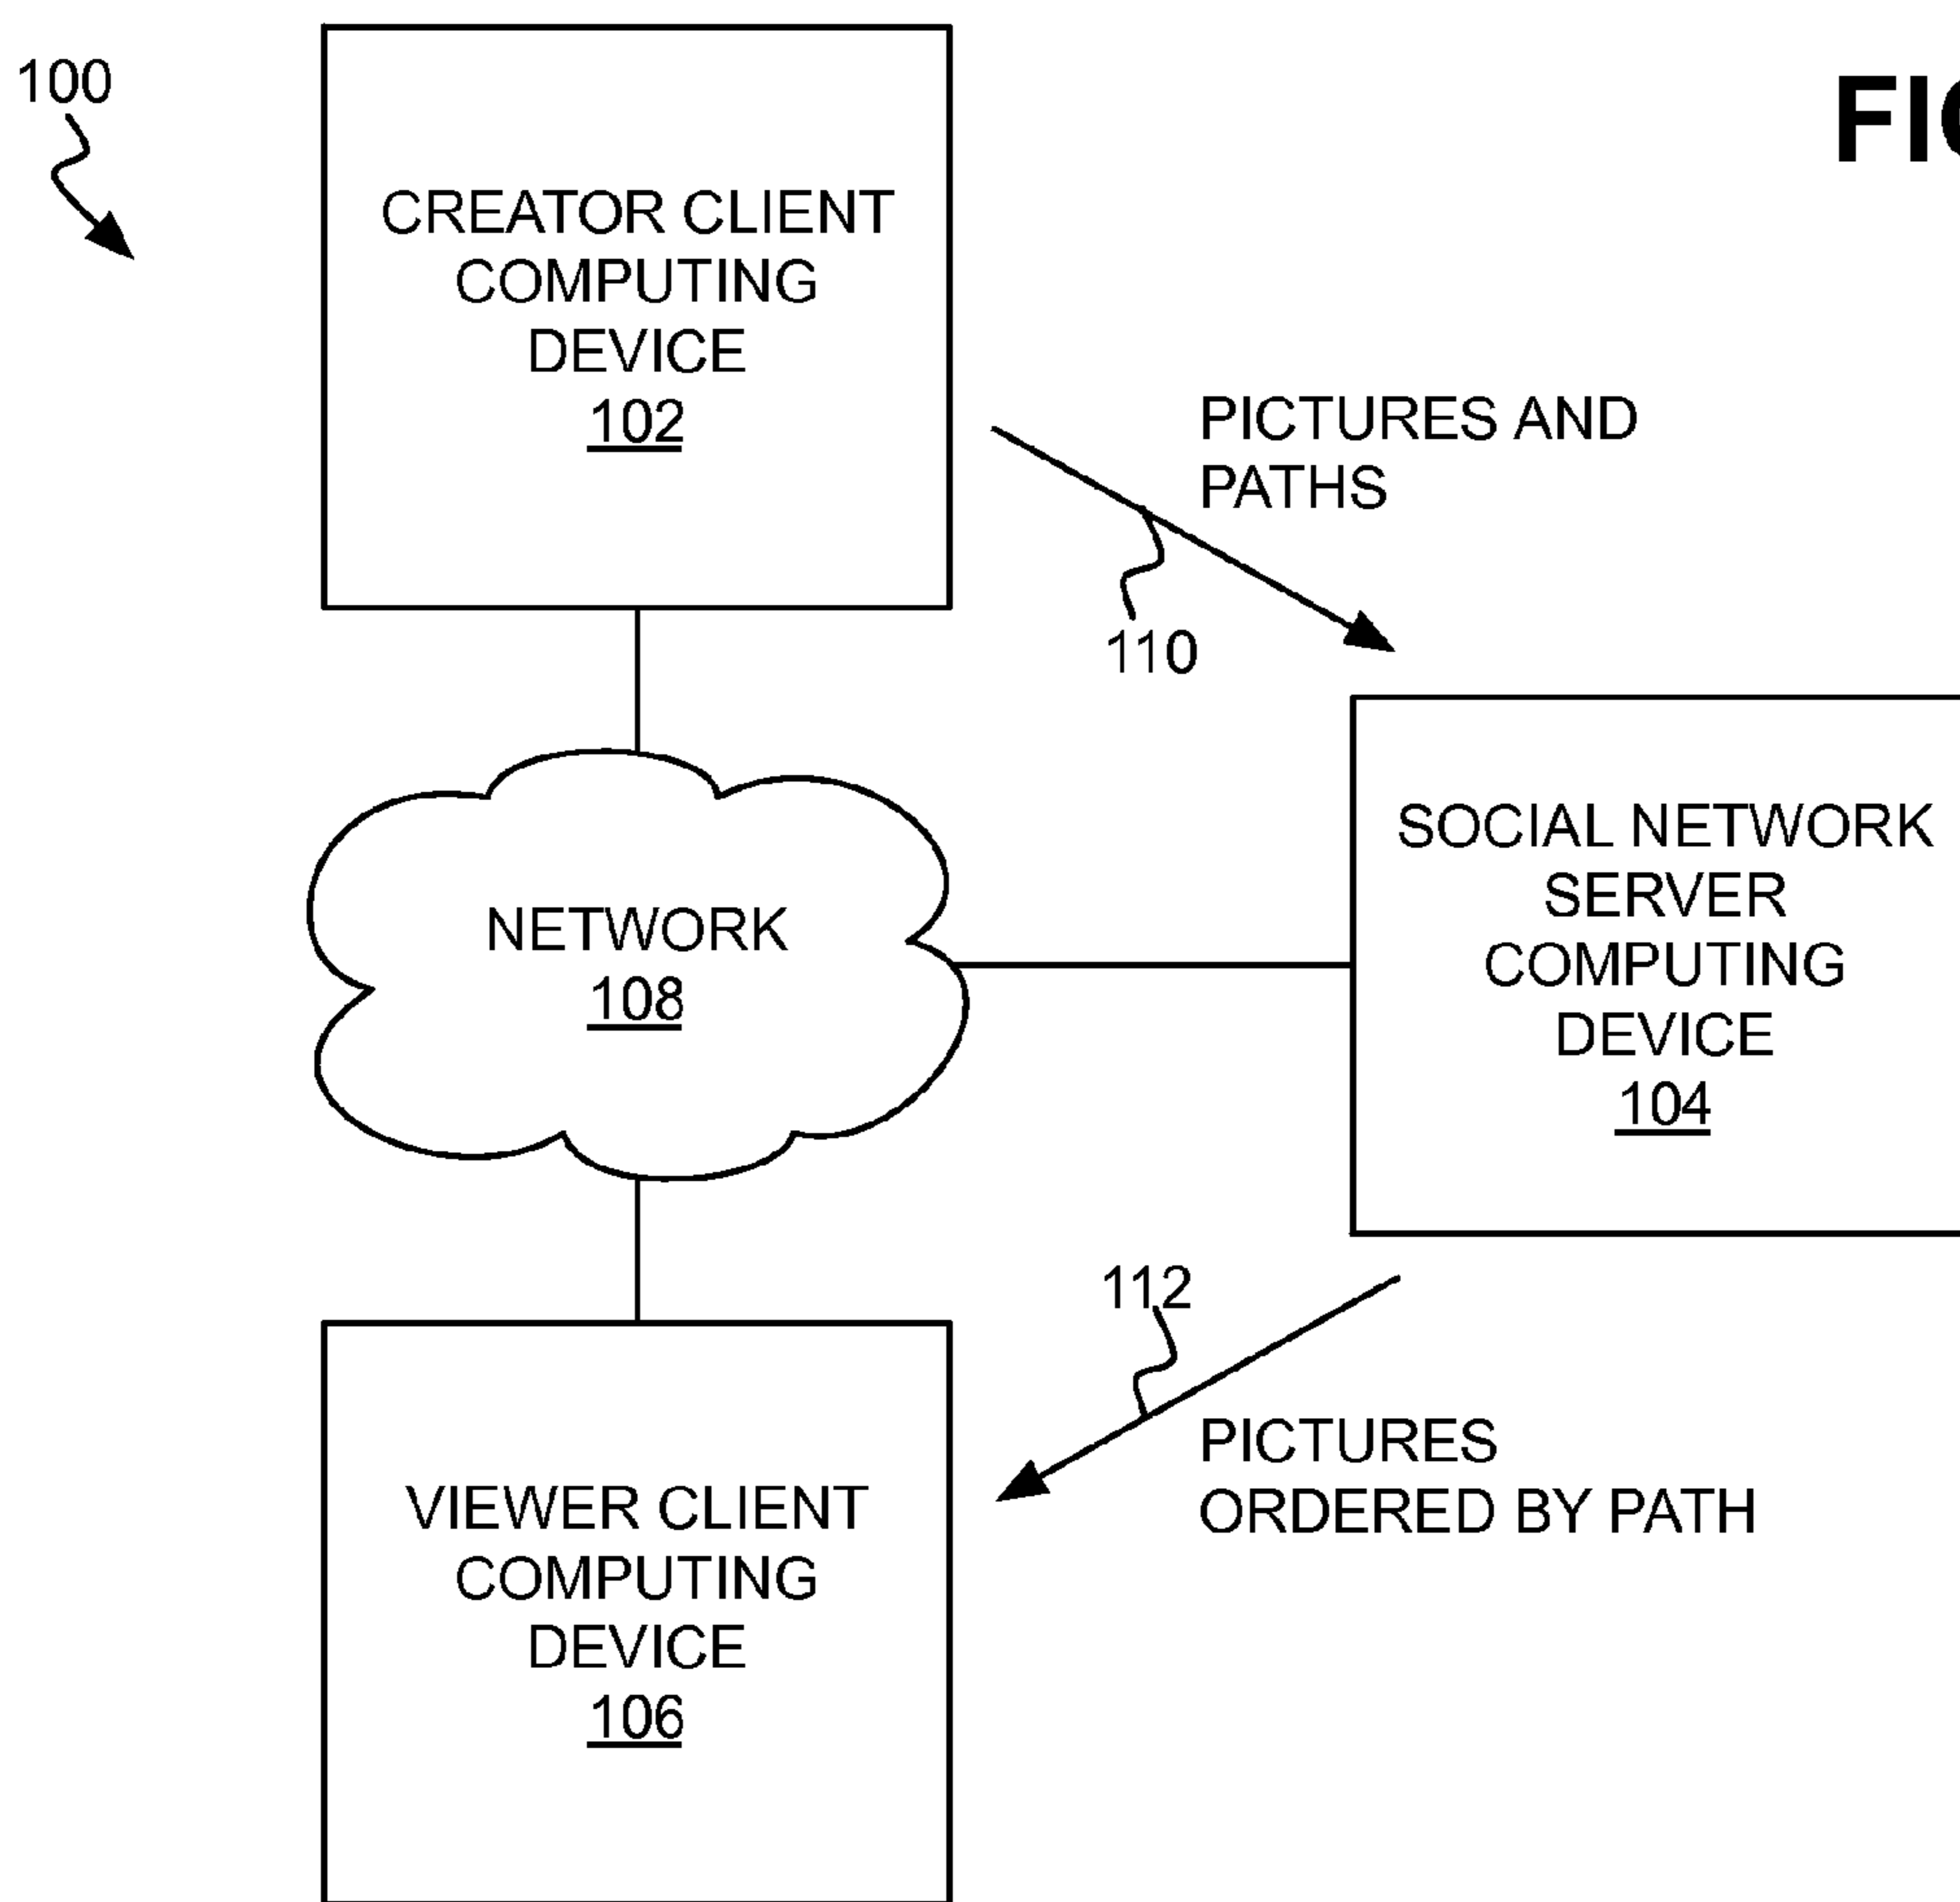 100
FIG
CREATOR CLIENT
COMPUTING
DEVICE
102
PICTURES AND
PATHS
110
SOCIAL NETWORK
SERVER
COMPUTING
DEVICE
104
NETWORK
108
112
PICTURES
ORDERED BY PATH
VIEWER CLIENT
COMPUTING
DEVICE
106